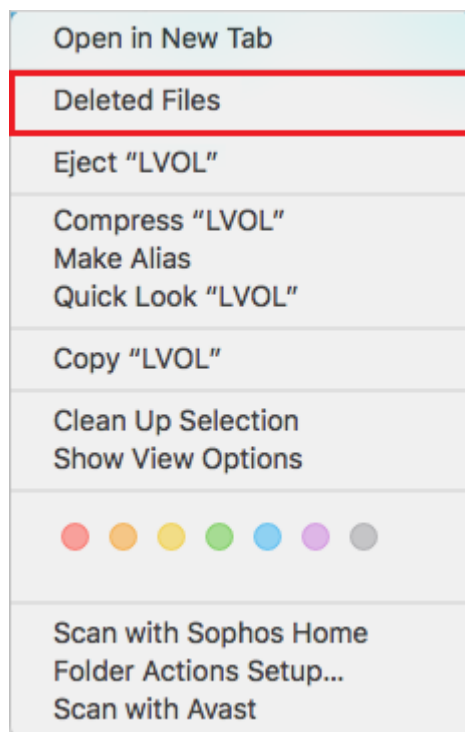 Open in New Tab
Deleted Files
Eject “LVOL”
Compress “LVOL”
Make Alias
Quick Look “LVOL”
Copy “LVOL”
Clean Up Selection
Show View Options
Scan with Sophos Home
Folder Actions Setup...
Scan with Avast